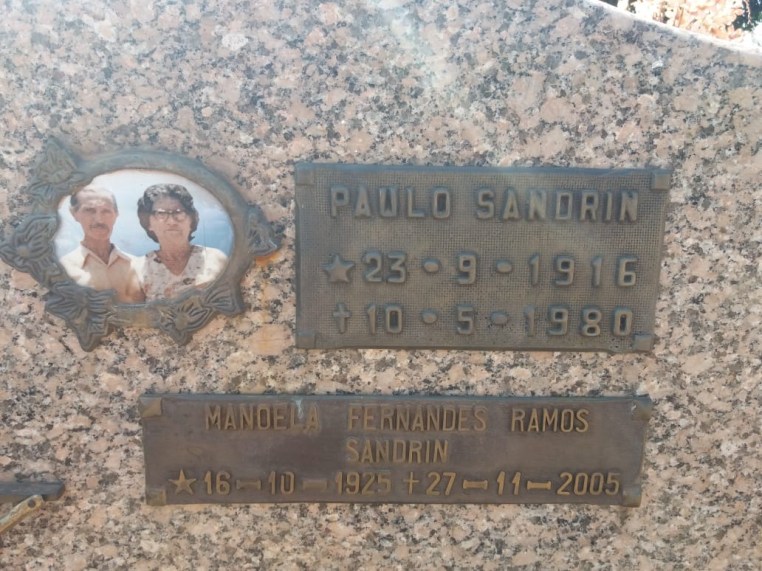 PAULO SANDRIN
★ 23 • 9 • 1916
✝ 10 • 5 • 1980
MANOELA FERNANDES RAMOS
SANDRIN
★ 16 – 10 – 1925 ✝ 27 – 11 – 2005